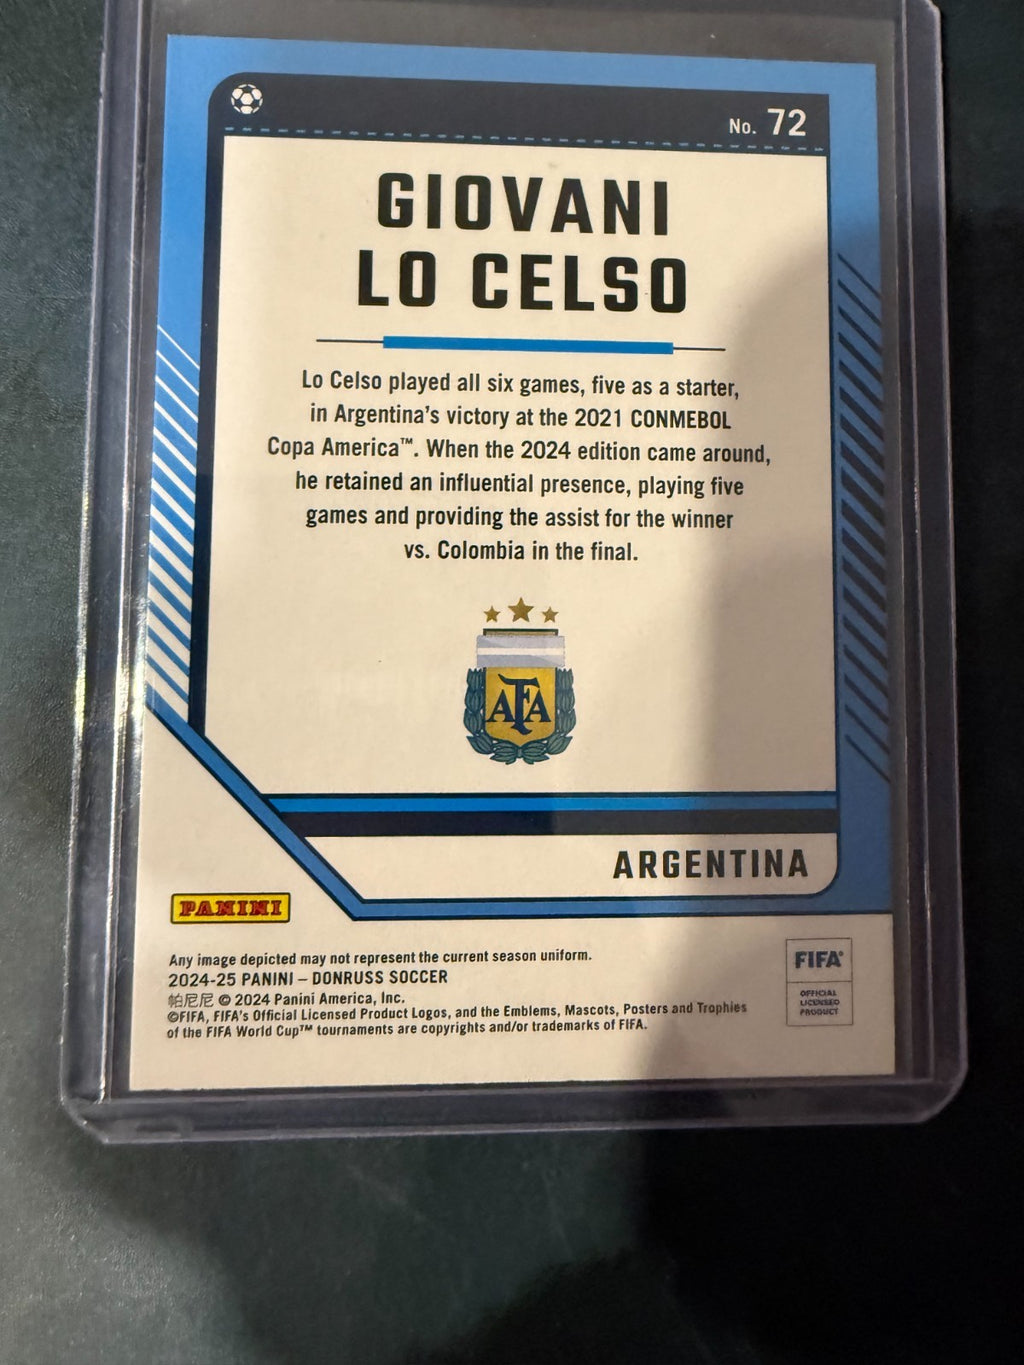 No. 72
GIOVANI
LO CELSO
Lo Celso played all six games, five as a starter,
in Argentina's victory at the 2021 CONMEBOL
Copa America™. When the 2024 edition came around,
he retained an influential presence, playing five
games and providing the assist for the winner
vs. Colombia in the final.
AFA
ARGENTINA
PANINI
Any image depicted may not represent the current season uniform.
2024-25 PANINI – DONRUSS SOCCER
帕尼尼 © 2024 Panini America, Inc.
©FIFA, FIFA's Official Licensed Product Logos, and the Emblems, Mascots, Posters and Trophies
of the FIFA World Cup™ tournaments are copyrights and/or trademarks of FIFA.
FIFA®
OFFICIAL
LICENSED
PRODUCT